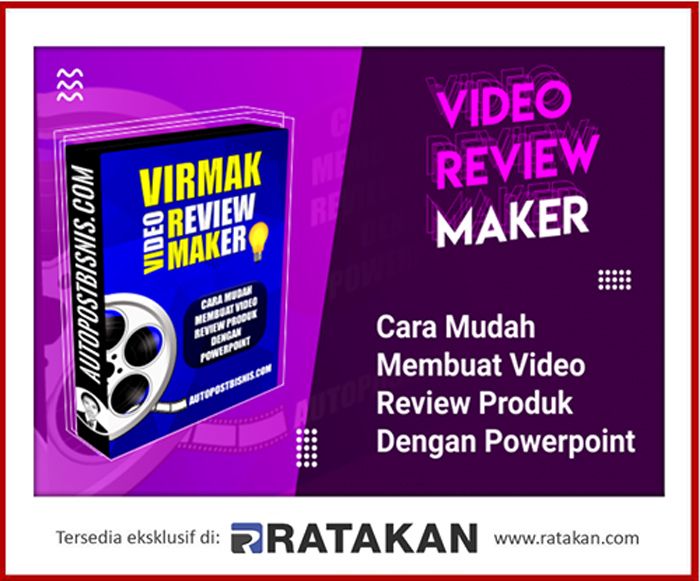 AUTOPOSTBISNIS.COM
VIRMAK
VIDEO
REVIEW
MAKER
CARA MUDAH
MEMBUAT VIDEO
REVIEW PRODUK
DENGAN
POWERPOINT
AUTOPOSTBISNIS.COM
VIDEO
REVIEW
MAKER
Cara Mudah
Membuat Video
Review Produk
Dengan Powerpoint
Tersedia eksklusif di: RATAKAN www.ratakan.com